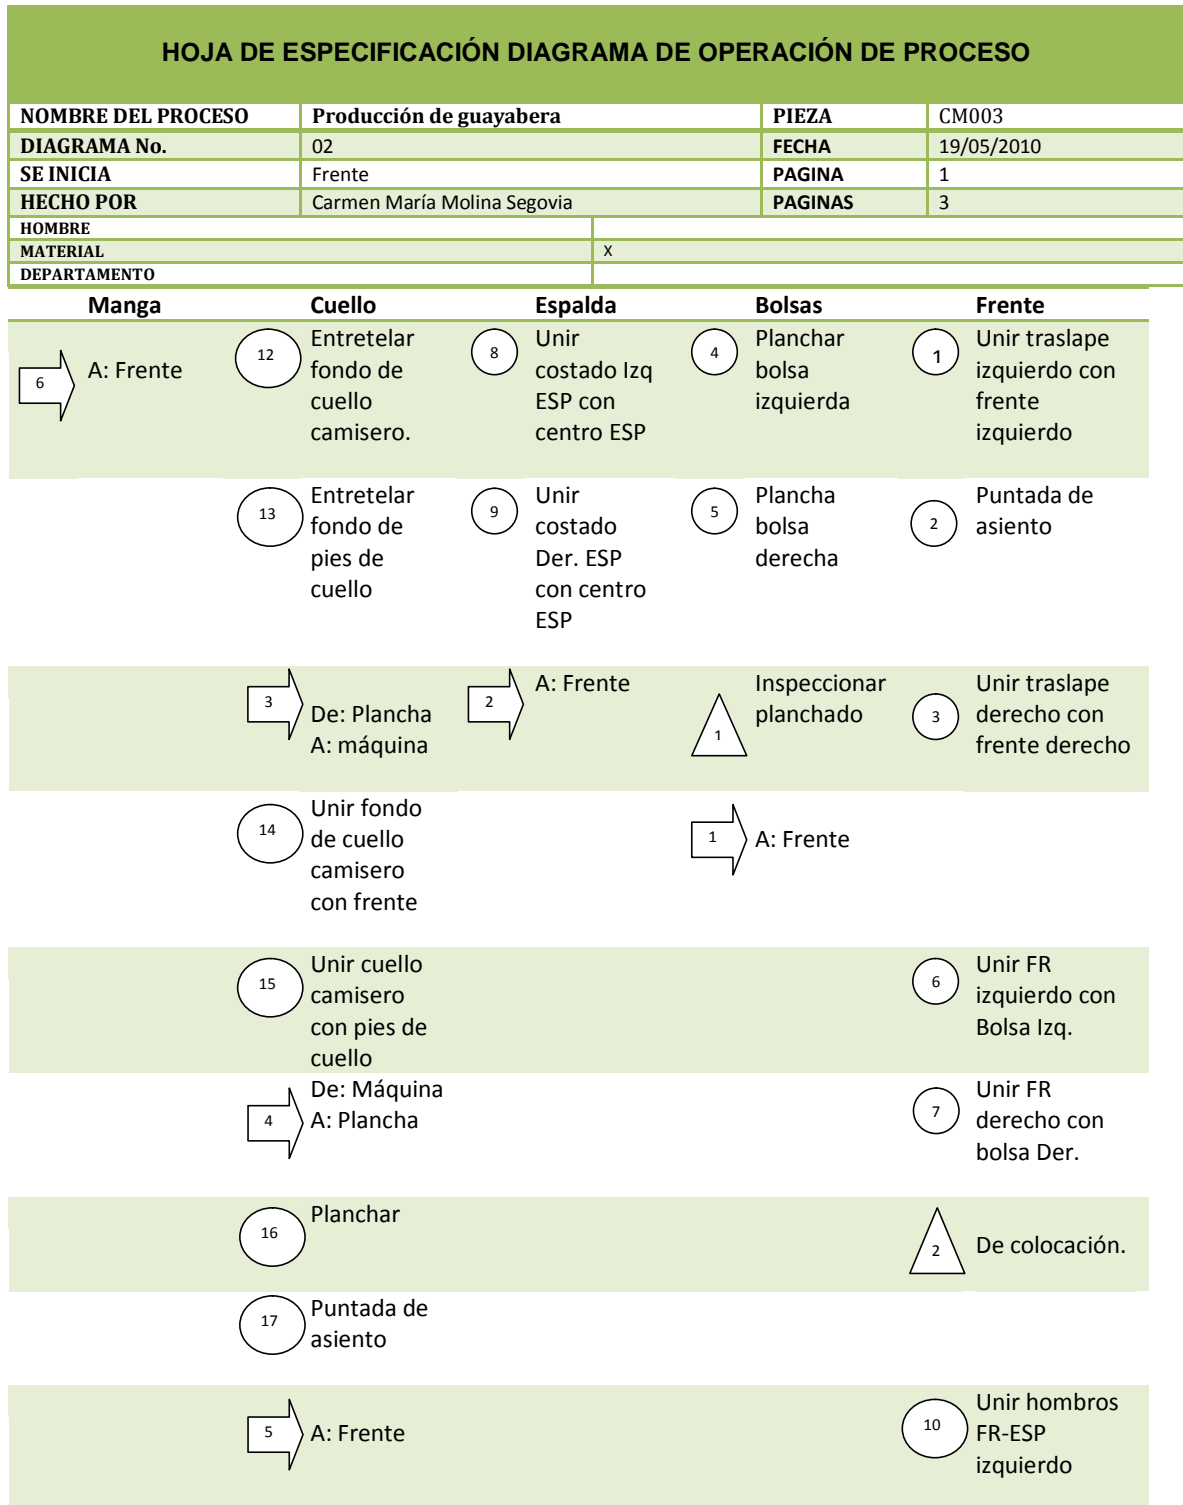 HOJA DE ESPECIFICACIÓN DIAGRAMA DE OPERACIÓN DE PROCESO
NOMBRE DEL PROCESO Producción de guayabera PIEZA CM003
DIAGRAMA No. 02 FECHA 19/05/2010
SE INICIA Frente PAGINA 1
HECHO POR Carmen María Molina Segovia PAGINAS 3
HOMBRE
MATERIAL X
DEPARTAMENTO
Manga Cuello Espalda Bolsas Frente
6 A: Frente
12 Entretelar
fondo de
cuello
camisero.
8 Unir
costado Izq
ESP con
centro ESP
4 Planchar
bolsa
izquierda
1 Unir traslape
izquierdo con
frente
izquierdo
13 Entretelar
fondo de
pies de
cuello
9 Unir
costado
Der. ESP
con centro
ESP
5 Plancha
bolsa
derecha
2 Puntada de
asiento
3 De: Plancha
A: máquina
2 A: Frente
1 Inspeccionar
planchado
3 Unir traslape
derecho con
frente derecho
14 Unir fondo
de cuello
camisero
con frente
1 A: Frente
15 Unir cuello
camisero
con pies de
cuello
6 Unir FR
izquierdo con
Bolsa Izq.
4 De: Máquina
A: Plancha
7 Unir FR
derecho con
bolsa Der.
16 Planchar
2 De colocación.
17 Puntada de
asiento
5 A: Frente
10 Unir hombros
FR-ESP
izquierdo